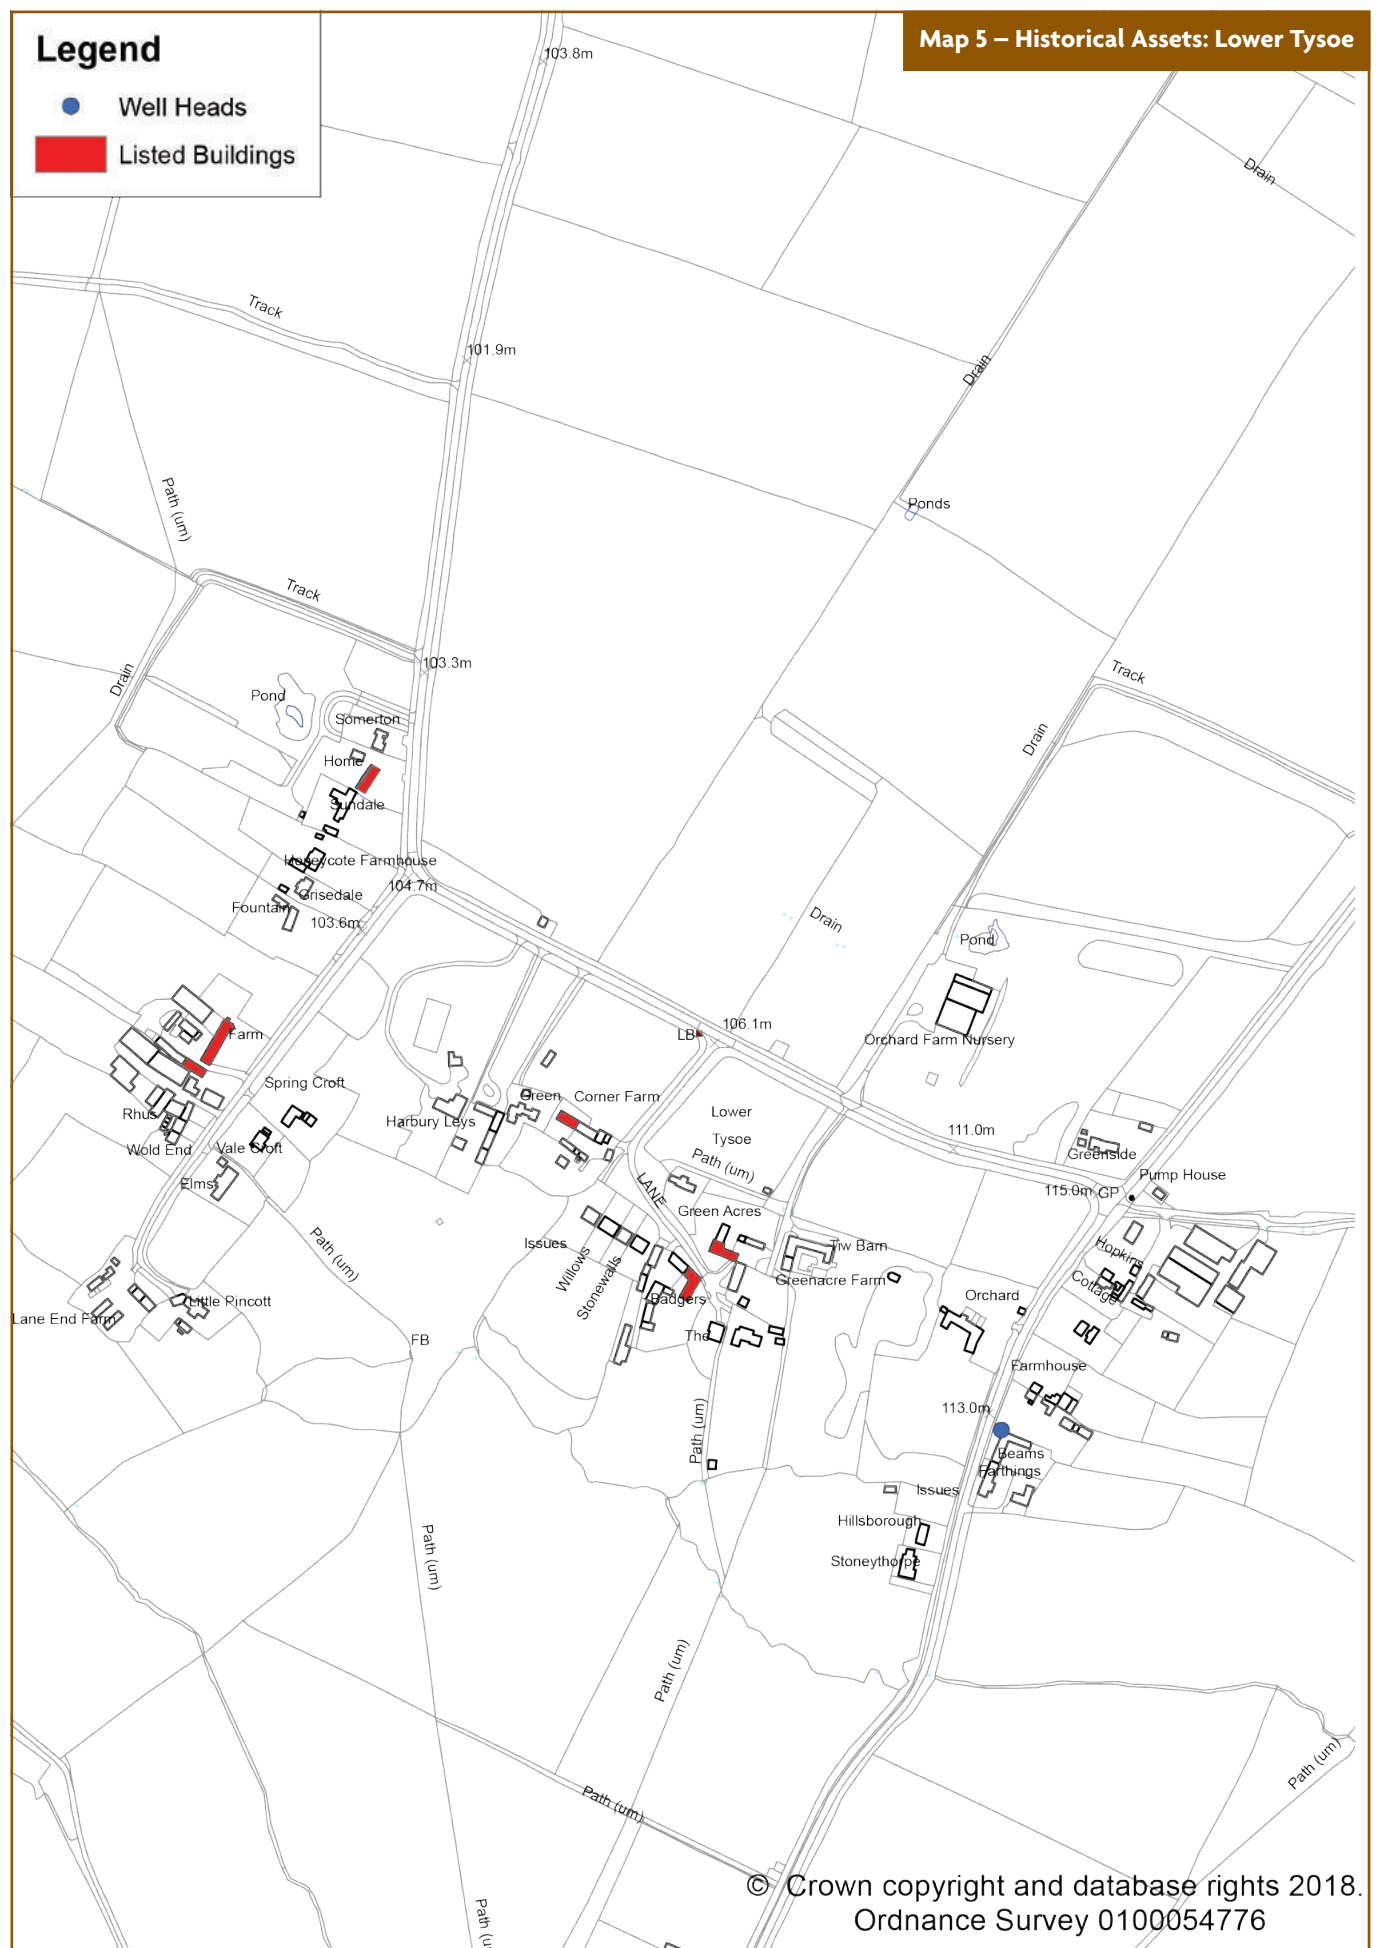 Map 5 – Historical Assets: Lower Tysoe
Legend
Well Heads
Listed Buildings
103.8m
Drain
Track
101.9m
Drain
Path (um)
Ponds
Track
103.3m
Drain
Track
Pond
Somerton
Drain
Home
Sundale
Honeycote Farmhouse
104.7m
Grisedale
Fountain
103.6m
Drain
Pond
Farm
LB
106.1m
Orchard Farm Nursery
Spring Croft
Green
Corner Farm
Rhus
Harbury Leys
Lower
Tysoe
111.0m
Wold End
Vale Croft
Greenside
Path (um)
Elms
LANE
115.0m
GP
Pump House
Green Acres
Issues
Path (um)
Willows
Stonewalls
Tiw Barn
Hopkins
Greenacre Farm
Cottage
Little Pincott
Badgers
Orchard
Lane End Farm
FB
The
Farmhouse
113.0m
Path (um)
Beams
Farthings
Issues
Hillsborough
Path (um)
Stoneythorpe
Path (um)
Path (um)
Path (um)
Path (u
© Crown copyright and database rights 2018.
Ordnance Survey 0100054776